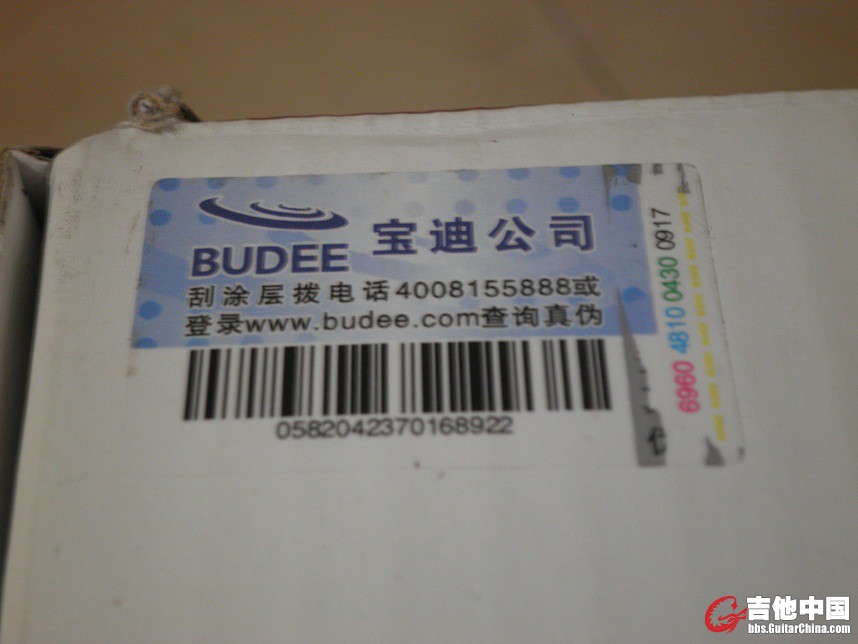 BUDEE 宝迪公司
刮涂层拨电话4008155888或
登录www.budee.com查询真伪
0582042370168922
6960 4810 0430 0917
吉他中国
bbs.GuitarChina.com